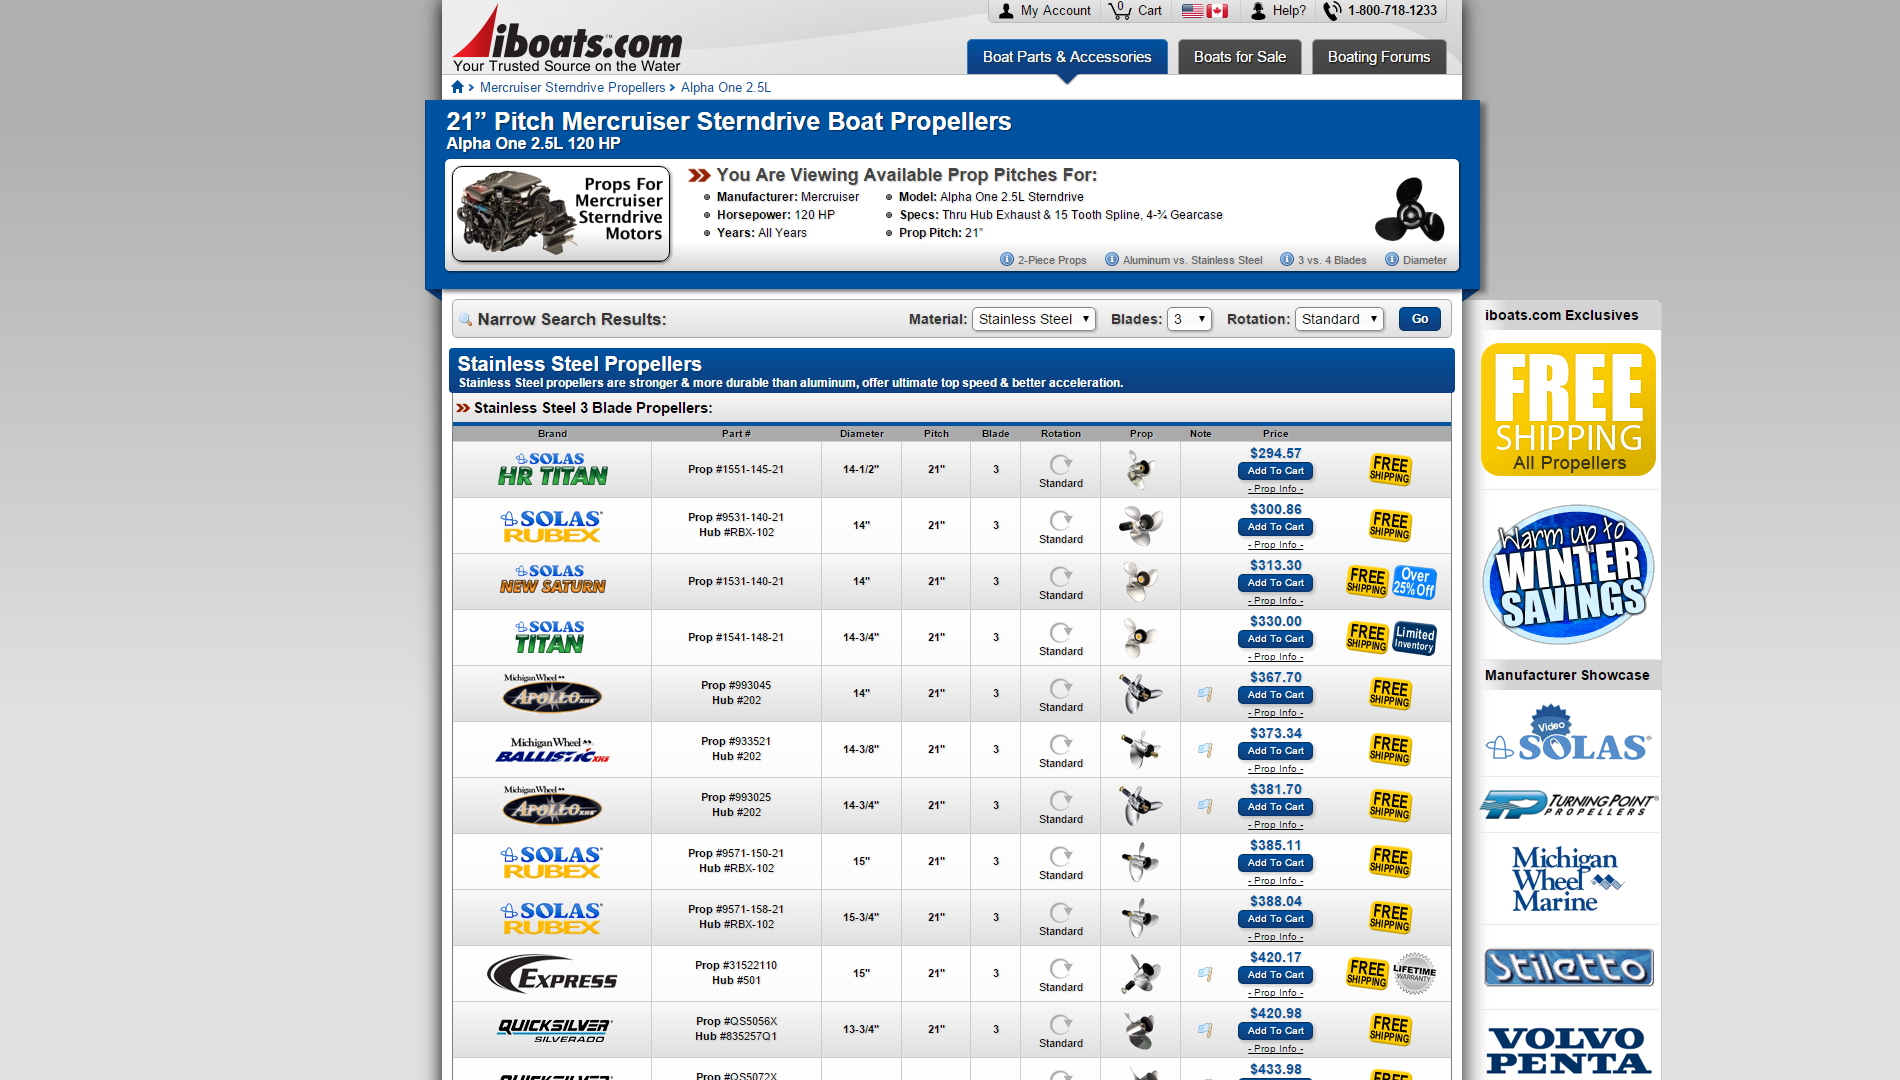 My Account
0
Cart
Help?
1-800-718-1233
iboats.com™
Your Trusted Source on the Water
Boat Parts & Accessories
Boats for Sale
Boating Forums
Mercruiser Sterndrive Propellers
Alpha One 2.5L
21” Pitch Mercruiser Sterndrive Boat Propellers
Alpha One 2.5L 120 HP
Props For
Mercruiser
Sterndrive
Motors
You Are Viewing Available Prop Pitches For:
Manufacturer: Mercruiser
Model: Alpha One 2.5L Sterndrive
Horsepower: 120 HP
Specs: Thru Hub Exhaust & 15 Tooth Spline, 4-¾ Gearcase
Years: All Years
Prop Pitch: 21”
2-Piece Props
Aluminum vs. Stainless Steel
3 vs. 4 Blades
Diameter
Narrow Search Results:
Material: Stainless Steel
Blades: 3
Rotation: Standard
Go
Stainless Steel Propellers
Stainless Steel propellers are stronger & more durable than aluminum, offer ultimate top speed & better acceleration.
Stainless Steel 3 Blade Propellers:
Brand Part # Diameter Pitch Blade Rotation Prop Note Price
SOLAS HR TITAN
Prop #1551-145-21
14-1/2" 21" 3 Standard
$294.57
Add To Cart
- Prop Info -
FREE SHIPPING
SOLAS RUBEX
Prop #9531-140-21
Hub #RBX-102
14" 21" 3 Standard
$300.86
Add To Cart
- Prop Info -
FREE SHIPPING
SOLAS NEW SATURN
Prop #1531-140-21
14" 21" 3 Standard
$313.30
Add To Cart
- Prop Info -
FREE SHIPPING
Over 25% Off
SOLAS TITAN
Prop #1541-148-21
14-3/4" 21" 3 Standard
$330.00
Add To Cart
- Prop Info -
FREE SHIPPING
Limited Inventory
Michigan Wheel APOLLO XHS
Prop #993045
Hub #202
14" 21" 3 Standard
$367.70
Add To Cart
- Prop Info -
FREE SHIPPING
Michigan Wheel BALLISTIC XHS
Prop #933521
Hub #202
14-3/8" 21" 3 Standard
$373.34
Add To Cart
- Prop Info -
FREE SHIPPING
Michigan Wheel APOLLO XHS
Prop #993025
Hub #202
14-3/4" 21" 3 Standard
$381.70
Add To Cart
- Prop Info -
FREE SHIPPING
SOLAS RUBEX
Prop #9571-150-21
Hub #RBX-102
15" 21" 3 Standard
$385.11
Add To Cart
- Prop Info -
FREE SHIPPING
SOLAS RUBEX
Prop #9571-158-21
Hub #RBX-102
15-3/4" 21" 3 Standard
$388.04
Add To Cart
- Prop Info -
FREE SHIPPING
EXPRESS
Prop #31522110
Hub #501
15" 21" 3 Standard
$420.17
Add To Cart
- Prop Info -
FREE SHIPPING
LIFETIME WARRANTY
QUICKSILVER SILVERADO
Prop #QS5056X
Hub #835257Q1
13-3/4" 21" 3 Standard
$420.98
Add To Cart
- Prop Info -
FREE SHIPPING
QUICKSILVER
Prop #QS5072X
$433.98
Add To Cart
FREE
iboats.com Exclusives
FREE
SHIPPING
All Propellers
Warm up to
WINTER
SAVINGS
Manufacturer Showcase
Video
SOLAS
TURNING POINT
PROPELLERS
Michigan
Wheel
Marine
Stiletto
VOLVO
PENTA